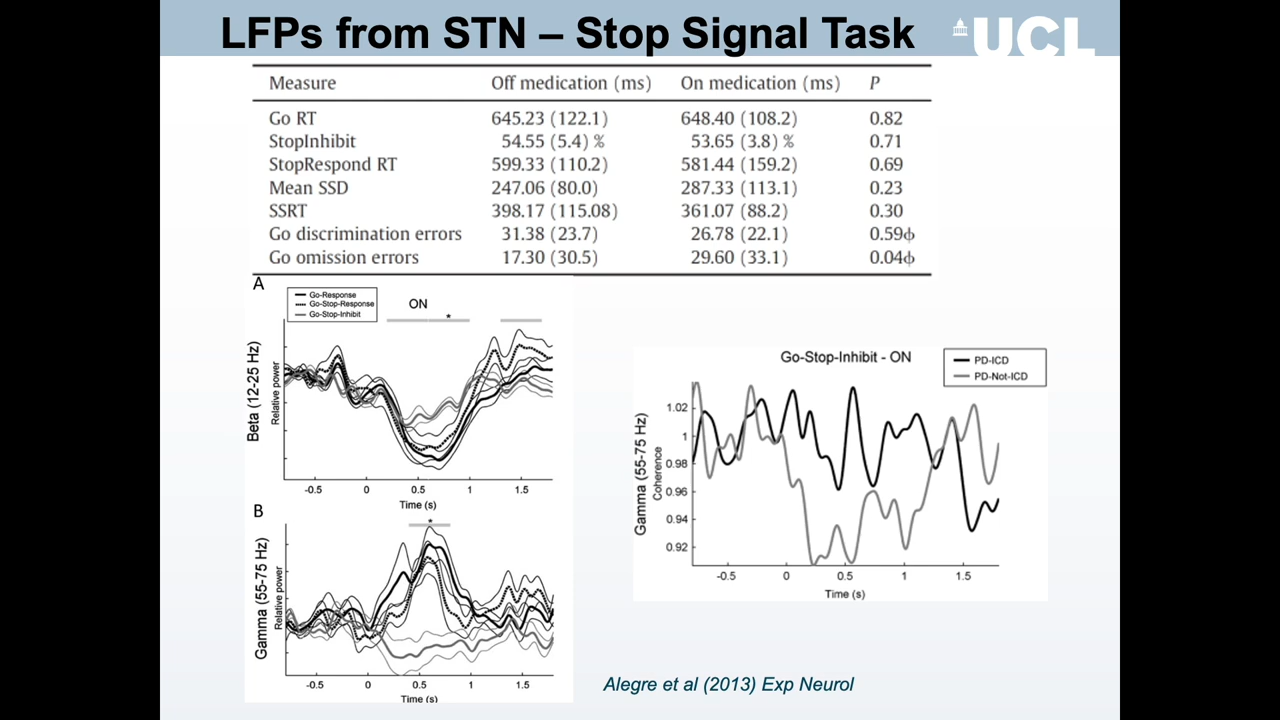 LFPs from STN – Stop Signal Task
UCL
Measure Off medication (ms) On medication (ms) P
Go RT 645.23 (122.1) 648.40 (108.2) 0.82
StopInhibit 54.55 (5.4) % 53.65 (3.8) % 0.71
StopRespond RT 599.33 (110.2) 581.44 (159.2) 0.69
Mean SSD 247.06 (80.0) 287.33 (113.1) 0.23
SSRT 398.17 (115.08) 361.07 (88.2) 0.30
Go discrimination errors 31.38 (23.7) 26.78 (22.1) 0.59ϕ
Go omission errors 17.30 (30.5) 29.60 (33.1) 0.04ϕ
A
Go-Response
Go-Stop-Response
Go-Stop-Inhibit
ON
*
Beta (12-25 Hz)
Relative power
-0.5 0 0.5 1 1.5
Time (s)
B
*
Gamma (55-75 Hz)
Relative power
-0.5 0 0.5 1 1.5
Time (s)
Go-Stop-Inhibit - ON
PD-ICD
PD-Not-ICD
Gamma (55-75 Hz)
Coherence
1.02
1
0.98
0.96
0.94
0.92
-0.5 0 0.5 1 1.5
Time (s)
Alegre et al (2013) Exp Neurol